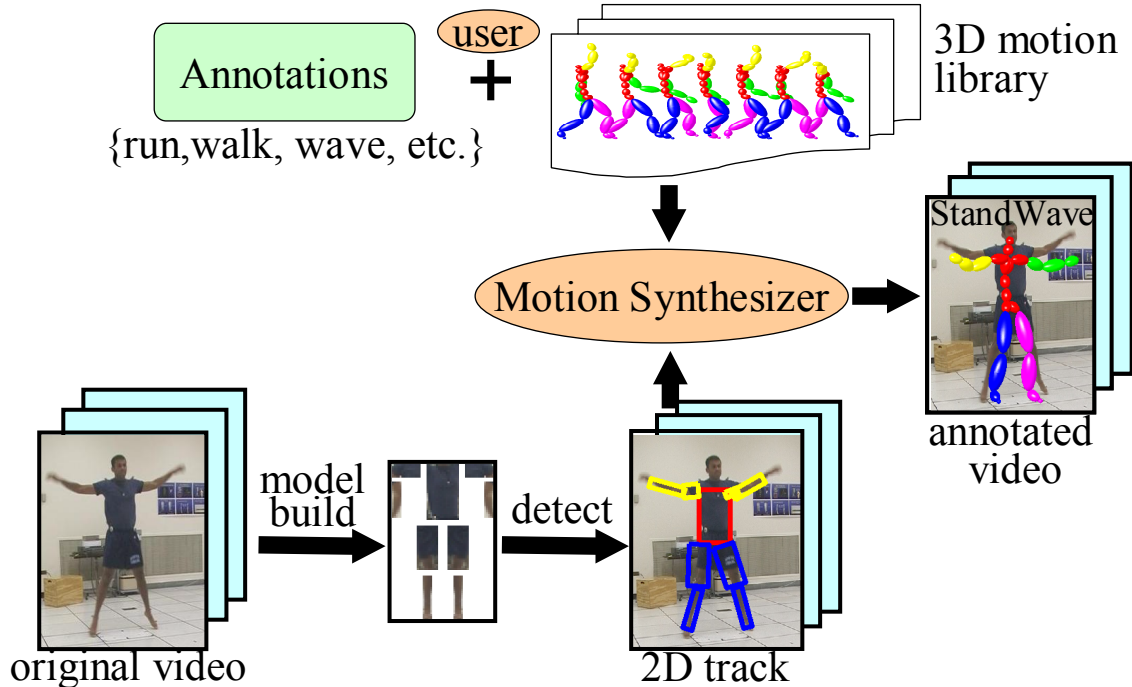 user
Annotations
+
3D motion
library
{run,walk, wave, etc.}
StandWave
Motion Synthesizer
annotated
video
model
build
detect
original video
2D track